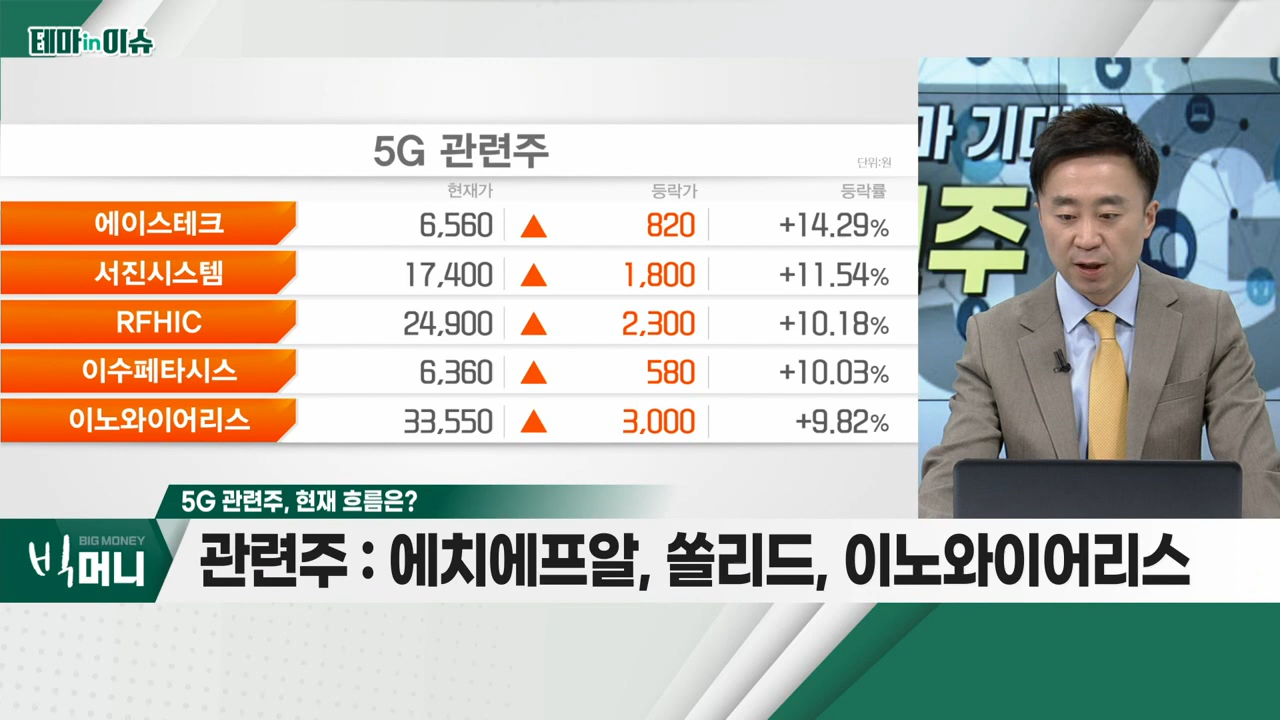 테마in이슈
마 기대
주
5G 관련주
단위:원
현재가 등락가 등락률
에이스테크 6,560 ▲ 820 +14.29%
서진시스템 17,400 ▲ 1,800 +11.54%
RFHIC 24,900 ▲ 2,300 +10.18%
이수페타시스 6,360 ▲ 580 +10.03%
이노와이어리스 33,550 ▲ 3,000 +9.82%
5G 관련주, 현재 흐름은?
BIG MONEY
빅머니
관련주 : 에치에프알, 쏠리드, 이노와이어리스